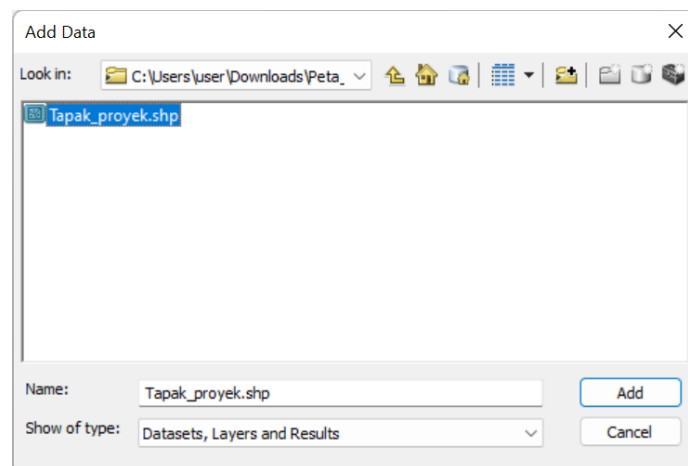 Add Data
Look in:
C:\Users\user\Downloads\Peta_
Tapak_proyek.shp
Name:
Tapak_proyek.shp
Add
Show of type:
Datasets, Layers and Results
Cancel